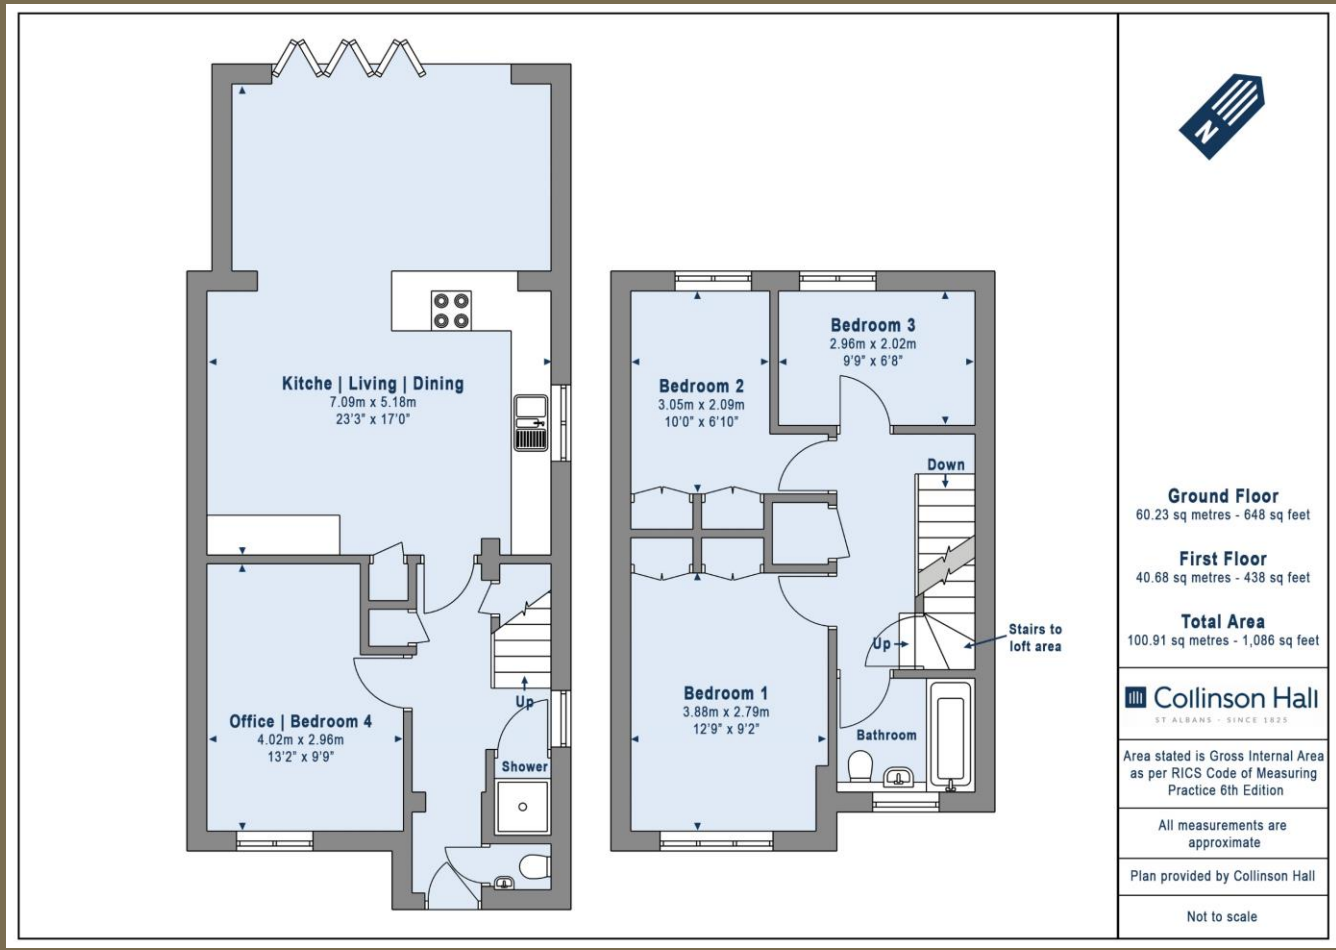 Kitche | Living | Dining
7.09m x 5.18m
23'3" x 17'0"
Office | Bedroom 4
4.02m x 2.96m
13'2" x 9'9"
Up
Shower
Bedroom 2
3.05m x 2.09m
10'0" x 6'10"
Bedroom 3
2.96m x 2.02m
9'9" x 6'8"
Down
Up
Stairs to
loft area
Bedroom 1
3.88m x 2.79m
12'9" x 9'2"
Bathroom
N
Ground Floor
60.23 sq metres - 648 sq feet
First Floor
40.68 sq metres - 438 sq feet
Total Area
100.91 sq metres - 1,086 sq feet
Collinson Hall
ST ALBANS - SINCE 1825
Area stated is Gross Internal Area
as per RICS Code of Measuring
Practice 6th Edition
All measurements are
approximate
Plan provided by Collinson Hall
Not to scale